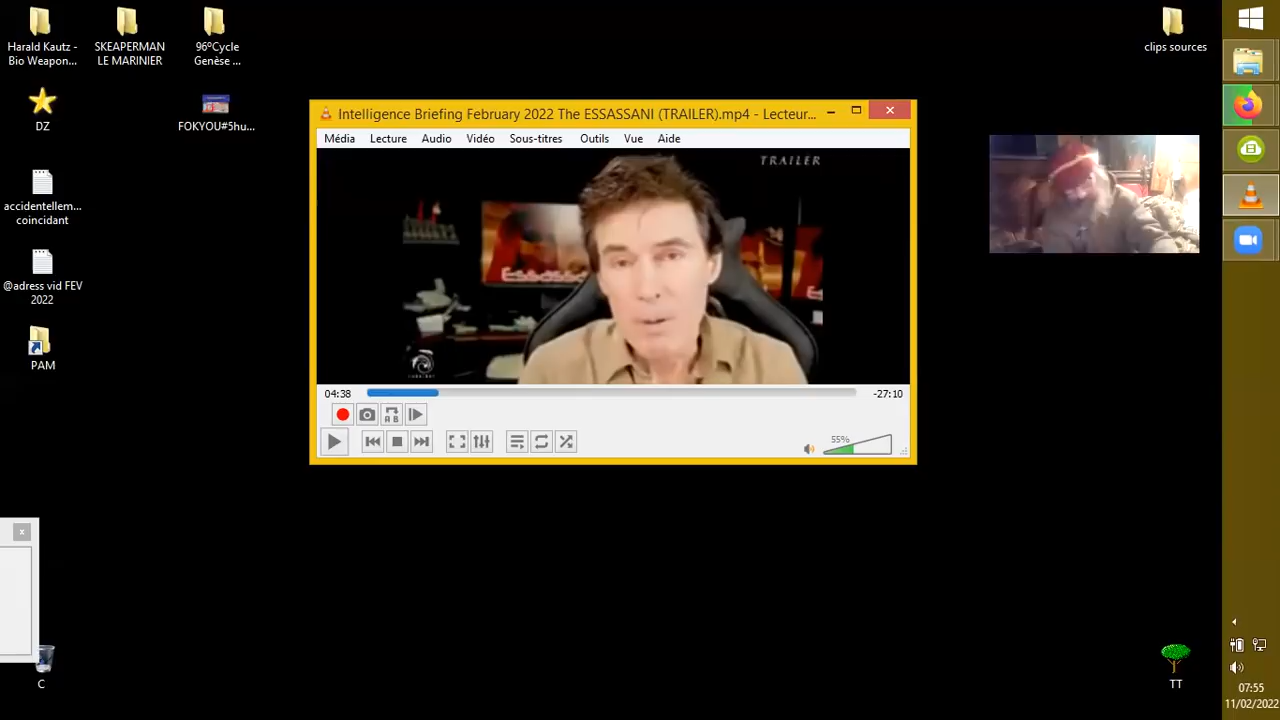 Harald Kautz -
Bio Weapon...
SKEAPERMAN
LE MARINIER
96°Cycle
Genèse ...
clips sources
DZ
FOKYOU#5hu...
accidentellem...
coincidant
@adress vid FEV
2022
PAM
Intelligence Briefing February 2022 The ESSASSANI (TRAILER).mp4 - Lecteur...
Média Lecture Audio Vidéo Sous-titres Outils Vue Aide
TRAILER
04:38
-27:10
A B
55%
x
C
TT
07:55
11/02/2022